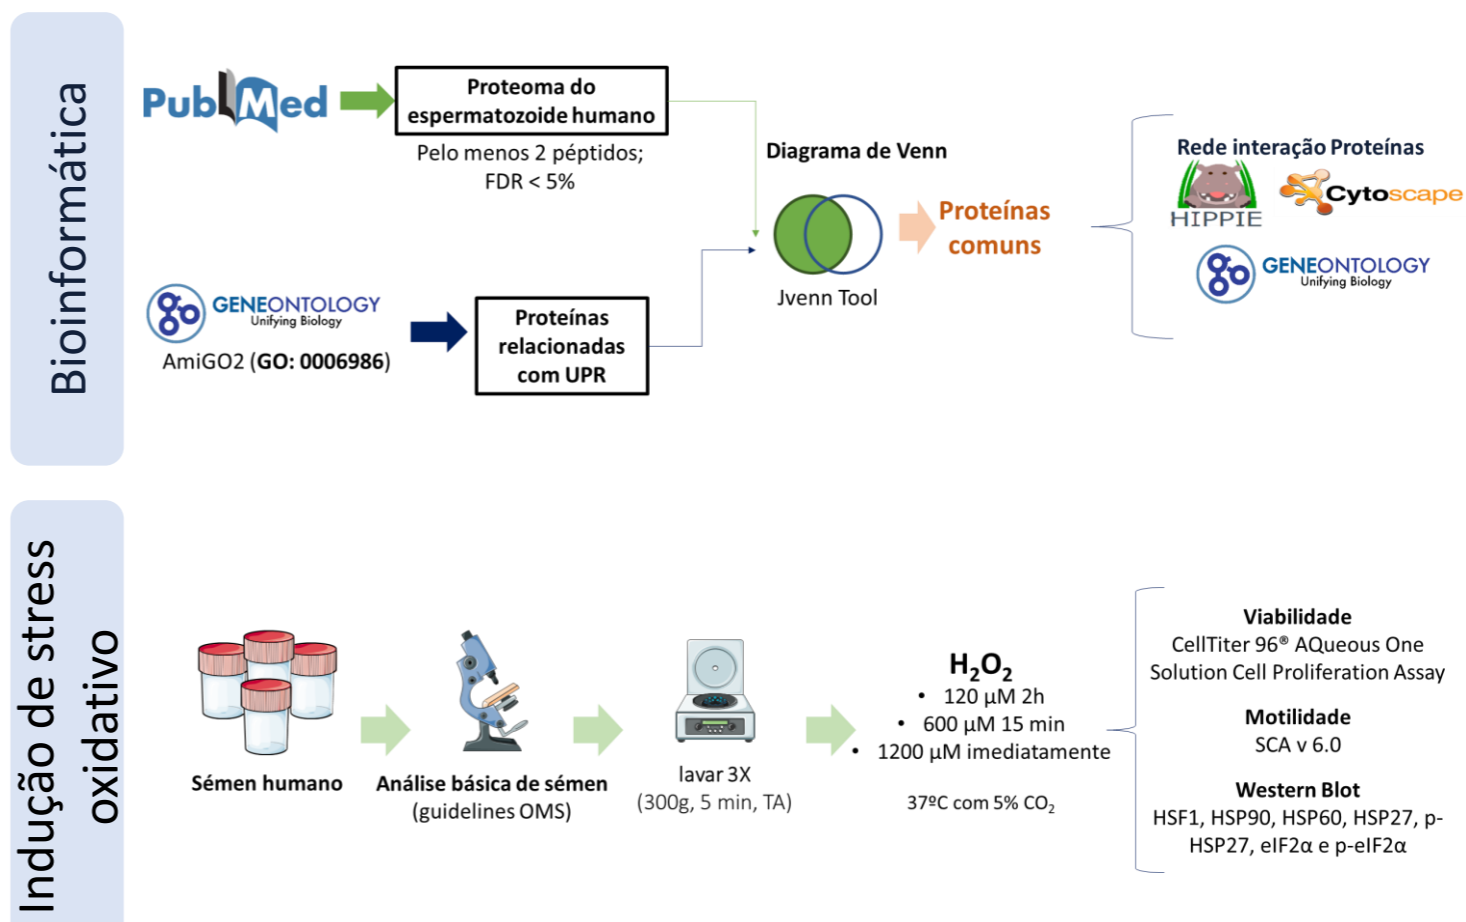 Bioinformática
PubMed
Proteoma do
espermatozoide humano
Pelo menos 2 péptidos;
FDR < 5%
GENEONTOLOGY
Unifying Biology
AmiGO2 (GO: 0006986)
Proteínas
relacionadas
com UPR
Diagrama de Venn
Jvenn Tool
Proteínas
comuns
Rede interação Proteínas
HIPPIE
Cytoscape
GENEONTOLOGY
Unifying Biology
Indução de stress
oxidativo
Sémen humano
Análise básica de sémen
(guidelines OMS)
lavar 3X
(300g, 5 min, TA)
H₂O₂
• 120 µM 2h
• 600 µM 15 min
• 1200 µM imediatamente
37ºC com 5% CO₂
Viabilidade
CellTiter 96® AQueous One
Solution Cell Proliferation Assay
Motilidade
SCA v 6.0
Western Blot
HSF1, HSP90, HSP60, HSP27, p-
HSP27, eIF2α e p-eIF2α